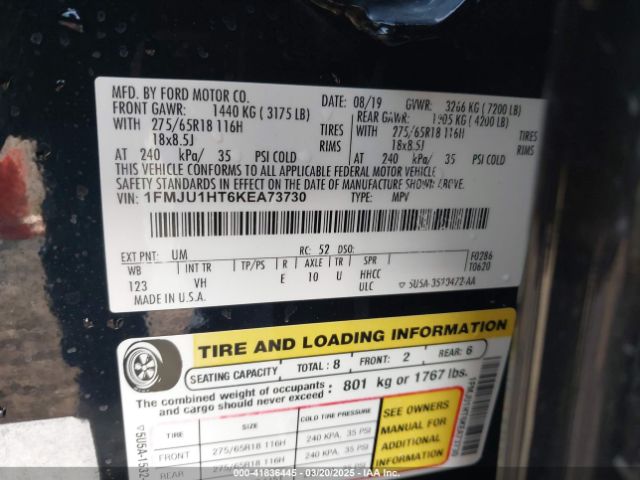 MFD. BY FORD MOTOR CO.
DATE: 08/19 GVWR: 3266 KG ( 7200 LB)
FRONT GAWR: 1440 KG ( 3175 LB) REAR GAWR: 1905 KG ( 4200 LB)
WITH 275/65R18 116H TIRES WITH 275/65R18 116H TIRES
18x8.5J RIMS 18x8.5J RIMS
AT 240 kPa/ 35 PSI COLD AT 240 kPa/ 35 PSI COLD
THIS VEHICLE CONFORMS TO ALL APPLICABLE FEDERAL MOTOR VEHICLE
SAFETY STANDARDS IN EFFECT ON THE DATE OF MANUFACTURE SHOWN ABOVE.
VIN: 1FMJU1HT6KEA73730 TYPE: MPV
EXT PNT: UM RC: 52 DSO: F0286
WB INT TR TP/PS R AXLE TR SPR T0620
123 VH E 10 U HHCC
MADE IN U.S.A. ULC
TIRE AND LOADING INFORMATION
SEATING CAPACITY TOTAL : 8 FRONT: 2 REAR: 6
The combined weight of occupants
and cargo should never exceed : 801 kg or 1767 lbs.
TIRE SIZE COLD TIRE PRESSURE
FRONT 275/65R18 116H 240 KPA, 35 PSI
REAR 275/65R18 116H 240 KPA, 35 PSI
SEE OWNERS
MANUAL FOR
ADDITIONAL
INFORMATION
IAAI-41836445 - 03/20/2025 - Copyright IAA, LLC